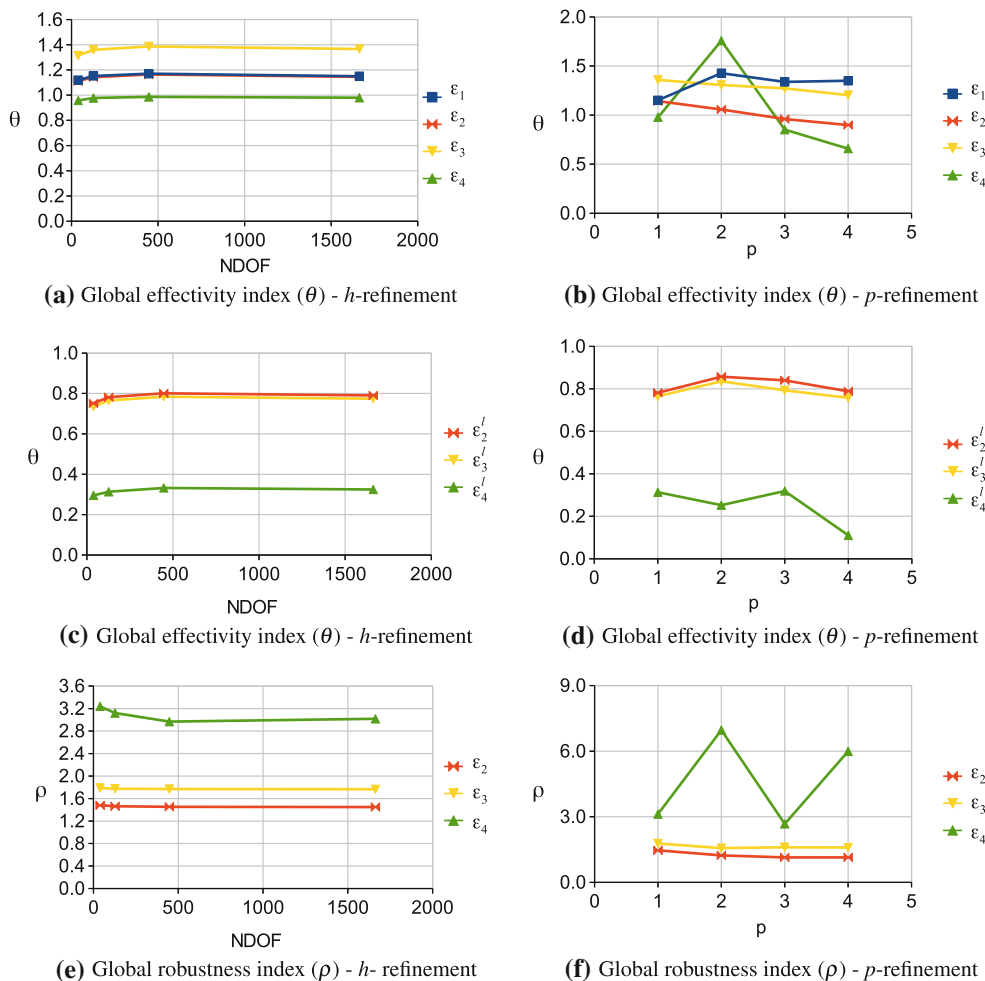 1.6
1.4
1.2
1.0
0.8
0.6
0.4
0.2
0.0
θ
0 500 1000 1500 2000
NDOF
ε1
ε2
ε3
ε4
(a) Global effectivity index (θ) - h-refinement
2.0
1.5
1.0
0.5
0.0
θ
0 1 2 3 4 5
p
ε1
ε2
ε3
ε4
(b) Global effectivity index (θ) - p-refinement
1.0
0.8
0.6
0.4
0.2
0.0
θ
0 500 1000 1500 2000
NDOF
ε2^l
ε3^l
ε4^l
(c) Global effectivity index (θ) - h-refinement
1.0
0.8
0.6
0.4
0.2
0.0
θ
0 1 2 3 4 5
p
ε2^l
ε3^l
ε4^l
(d) Global effectivity index (θ) - p-refinement
3.6
3.2
2.8
2.4
2.0
1.6
1.2
0.8
0.4
0.0
ρ
0 500 1000 1500 2000
NDOF
ε2
ε3
ε4
(e) Global robustness index (ρ) - h- refinement
9.0
6.0
3.0
0.0
ρ
0 1 2 3 4 5
p
ε2
ε3
ε4
(f) Global robustness index (ρ) - p-refinement